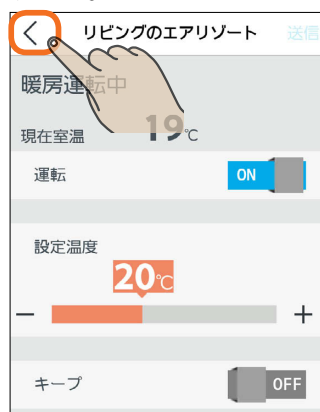 リビングのエアリゾート 送信
暖房運転中
現在室温 19℃
運転 ON
設定温度
20℃
− +
キープ OFF